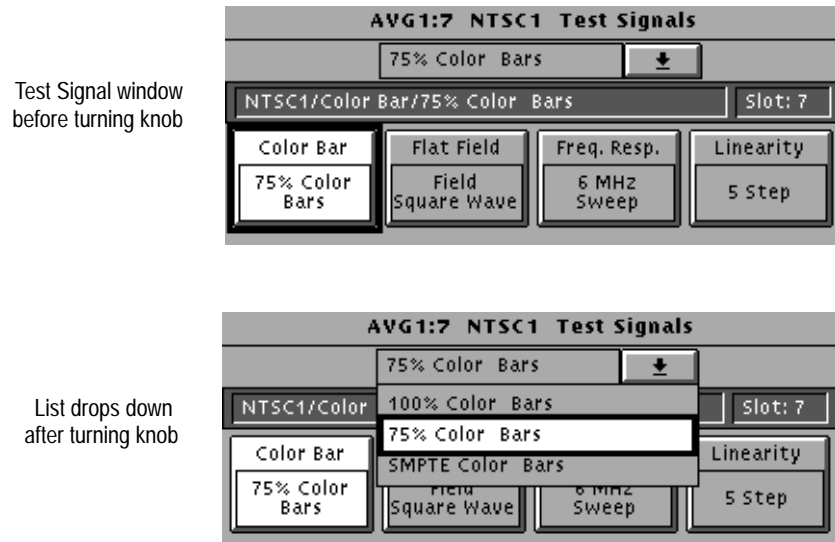 AVG1:7 NTSC1 Test Signals
75% Color Bars
Test Signal window
before turning knob
NTSC1/Color Bar/75% Color Bars
Slot: 7
Color Bar
Flat Field
Freq. Resp.
Linearity
75% Color
Bars
Field
Square Wave
6 MHz
Sweep
5 Step
AVG1:7 NTSC1 Test Signals
75% Color Bars
List drops down
after turning knob
NTSC1/Color
100% Color Bars
Slot: 7
75% Color Bars
SMPTE Color Bars
Color Bar
Linearity
75% Color
Bars
Field
Square Wave
6 MHz
Sweep
5 Step